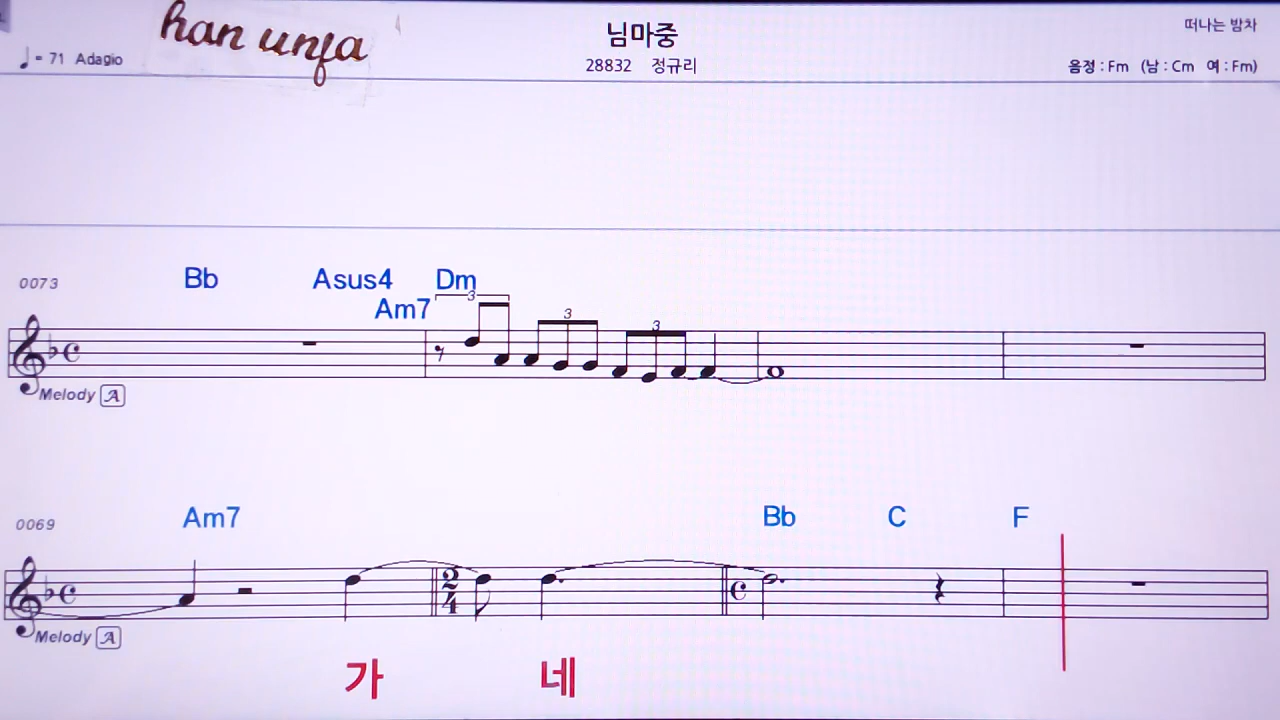 han unja
님마중
떠나는 밤차
♩= 71 Adagio
28832 정규리
음정 : Fm (남 : Cm 여 : Fm)
0073 Bb Asus4 Dm
Am7
3 3 3
Melody A
0069 Am7 Bb C F
2
4
Melody A
가 네